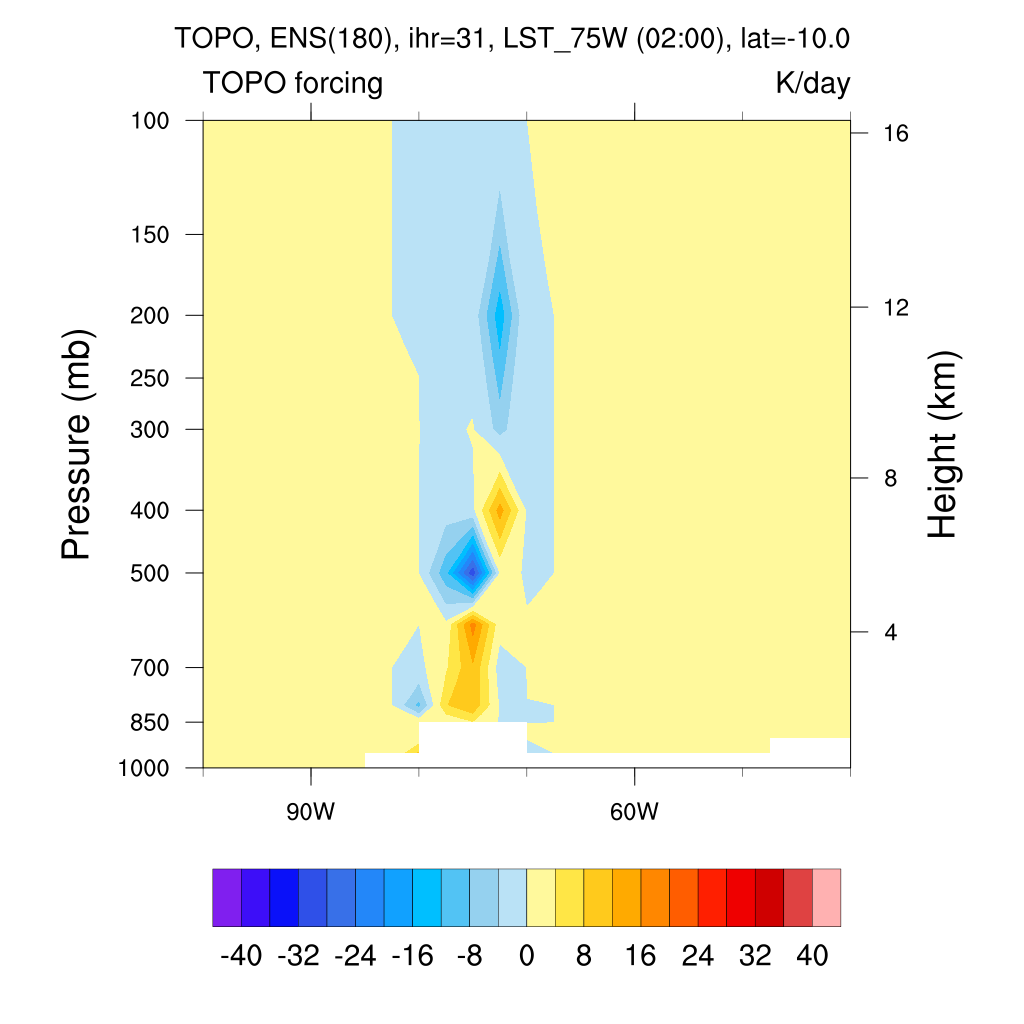 TOPO, ENS(180), ihr=31, LST_75W (02:00), lat=-10.0
TOPO forcing K/day
100
150
200
250
300
400
500
700
850
1000
Pressure (mb)
16
12
8
4
Height (km)
90W 60W
-40 -32 -24 -16 -8 0 8 16 24 32 40